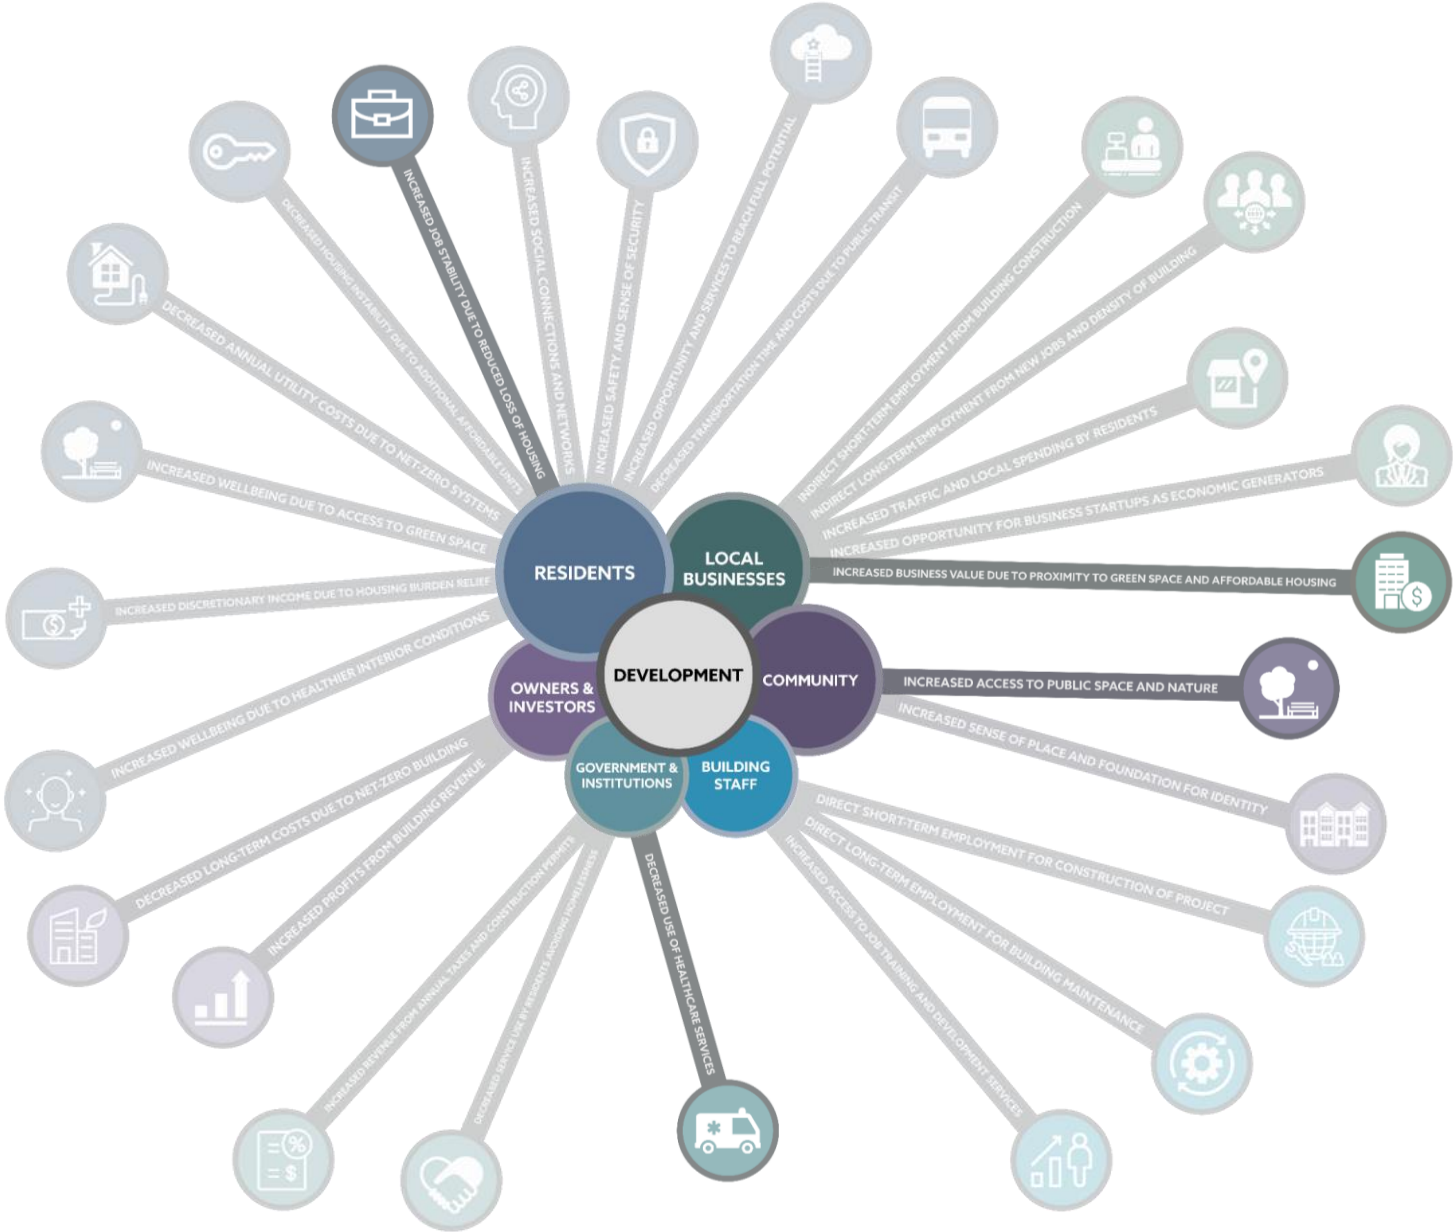 INCREASED JOB STABILITY DUE TO REDUCED LOSS OF HOUSING
INCREASED SOCIAL CONNECTIONS AND NETWORKS
INCREASED SAFETY AND SENSE OF SECURITY
INCREASED OPPORTUNITY AND SERVICES TO REACH FULL POTENTIAL
DECREASED TRANSPORTATION TIME AND COSTS DUE TO PUBLIC TRANSIT
DECREASED HOUSING INSTABILITY DUE TO ADDITIONAL AFFORDABLE UNITS
DECREASED ANNUAL UTILITY COSTS DUE TO NET-ZERO SYSTEMS
INCREASED WELLBEING DUE TO ACCESS TO GREEN SPACE
INCREASED DISCRETIONARY INCOME DUE TO HOUSING BURDEN RELIEF
INCREASED WELLBEING DUE TO HEALTHIER INTERIOR CONDITIONS
RESIDENTS
LOCAL
BUSINESSES
INDIRECT SHORT-TERM EMPLOYMENT FROM BUILDING CONSTRUCTION
INDIRECT LONG-TERM EMPLOYMENT FROM NEW JOBS AND DENSITY OF BUILDING
INCREASED TRAFFIC AND LOCAL SPENDING BY RESIDENTS
INCREASED OPPORTUNITY FOR BUSINESS STARTUPS AS ECONOMIC GENERATORS
INCREASED BUSINESS VALUE DUE TO PROXIMITY TO GREEN SPACE AND AFFORDABLE HOUSING
DEVELOPMENT
COMMUNITY
INCREASED ACCESS TO PUBLIC SPACE AND NATURE
INCREASED SENSE OF PLACE AND FOUNDATION FOR IDENTITY
OWNERS &
INVESTORS
DECREASED LONG-TERM COSTS DUE TO NET-ZERO BUILDING
INCREASED PROFITS FROM BUILDING REVENUE
GOVERNMENT &
INSTITUTIONS
INCREASED REVENUE FROM ANNUAL TAXES AND CONSTRUCTION PERMITS
DECREASED SERVICE USE BY RESIDENTS AVOIDING HOMELESSNESS
DECREASED USE OF HEALTHCARE SERVICES
BUILDING
STAFF
DIRECT SHORT-TERM EMPLOYMENT FOR CONSTRUCTION OF PROJECT
DIRECT LONG-TERM EMPLOYMENT FOR BUILDING MAINTENANCE
INCREASED ACCESS TO JOB TRAINING AND DEVELOPMENT SERVICES